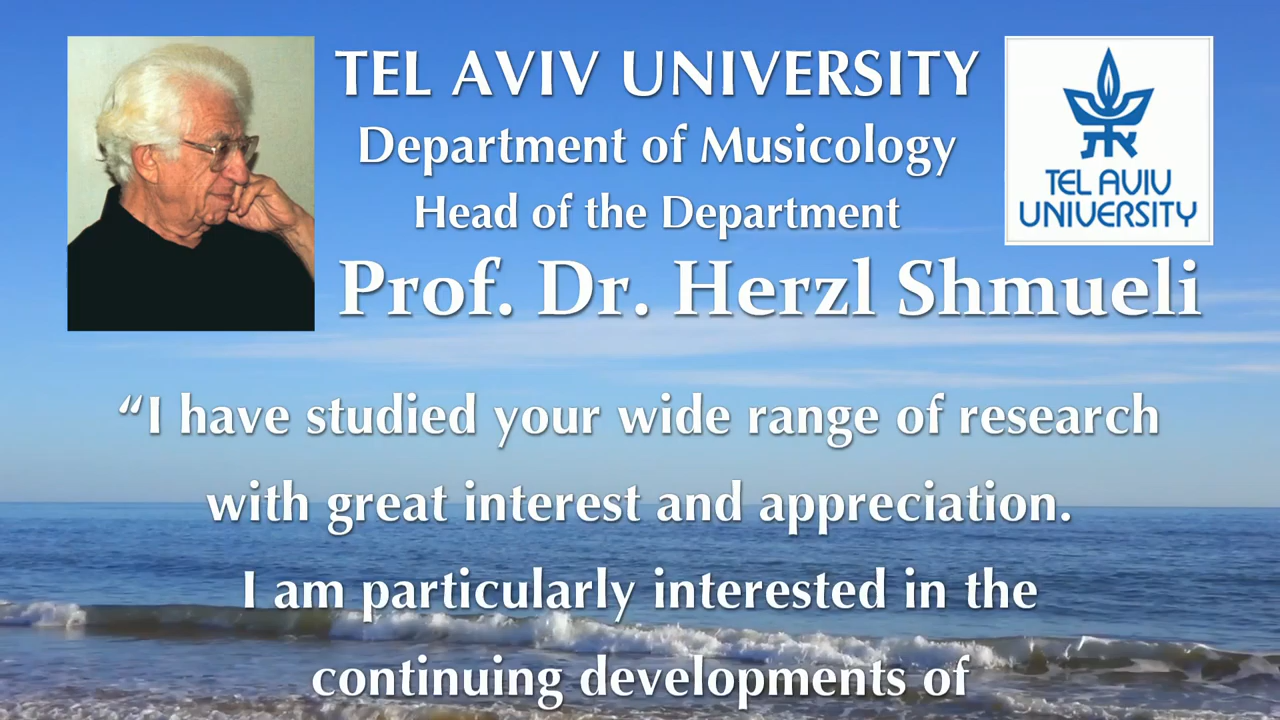 TEL AVIV UNIVERSITY
Department of Musicology
Head of the Department
Prof. Dr. Herzl Shmueli
TEL AVIV
UNIVERSITY
“I have studied your wide range of research
with great interest and appreciation.
I am particularly interested in the
continuing developments of